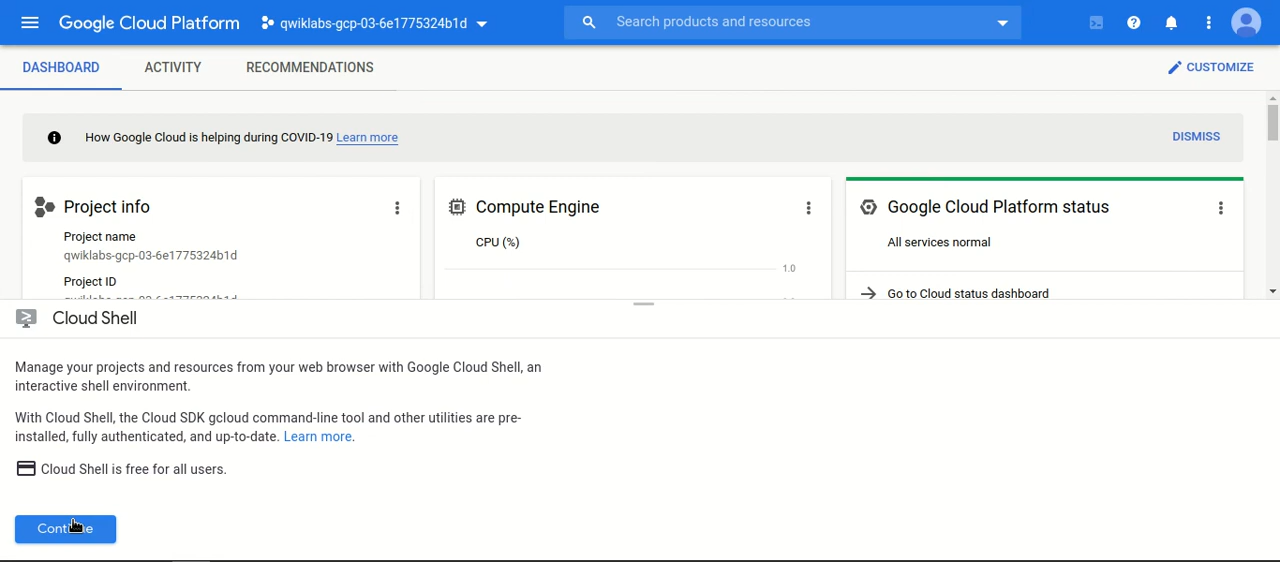 Google Cloud Platform
qwiklabs-gcp-03-6e1775324b1d
Search products and resources
DASHBOARD
ACTIVITY
RECOMMENDATIONS
CUSTOMIZE
How Google Cloud is helping during COVID-19 Learn more
DISMISS
Project info
Project name
qwiklabs-gcp-03-6e1775324b1d
Project ID
qwiklabs-gcp-03-6e1775324b1d
Compute Engine
CPU (%)
1.0
Google Cloud Platform status
All services normal
Go to Cloud status dashboard
Cloud Shell
Manage your projects and resources from your web browser with Google Cloud Shell, an
interactive shell environment.
With Cloud Shell, the Cloud SDK gcloud command-line tool and other utilities are pre-
installed, fully authenticated, and up-to-date. Learn more.
Cloud Shell is free for all users.
Continue